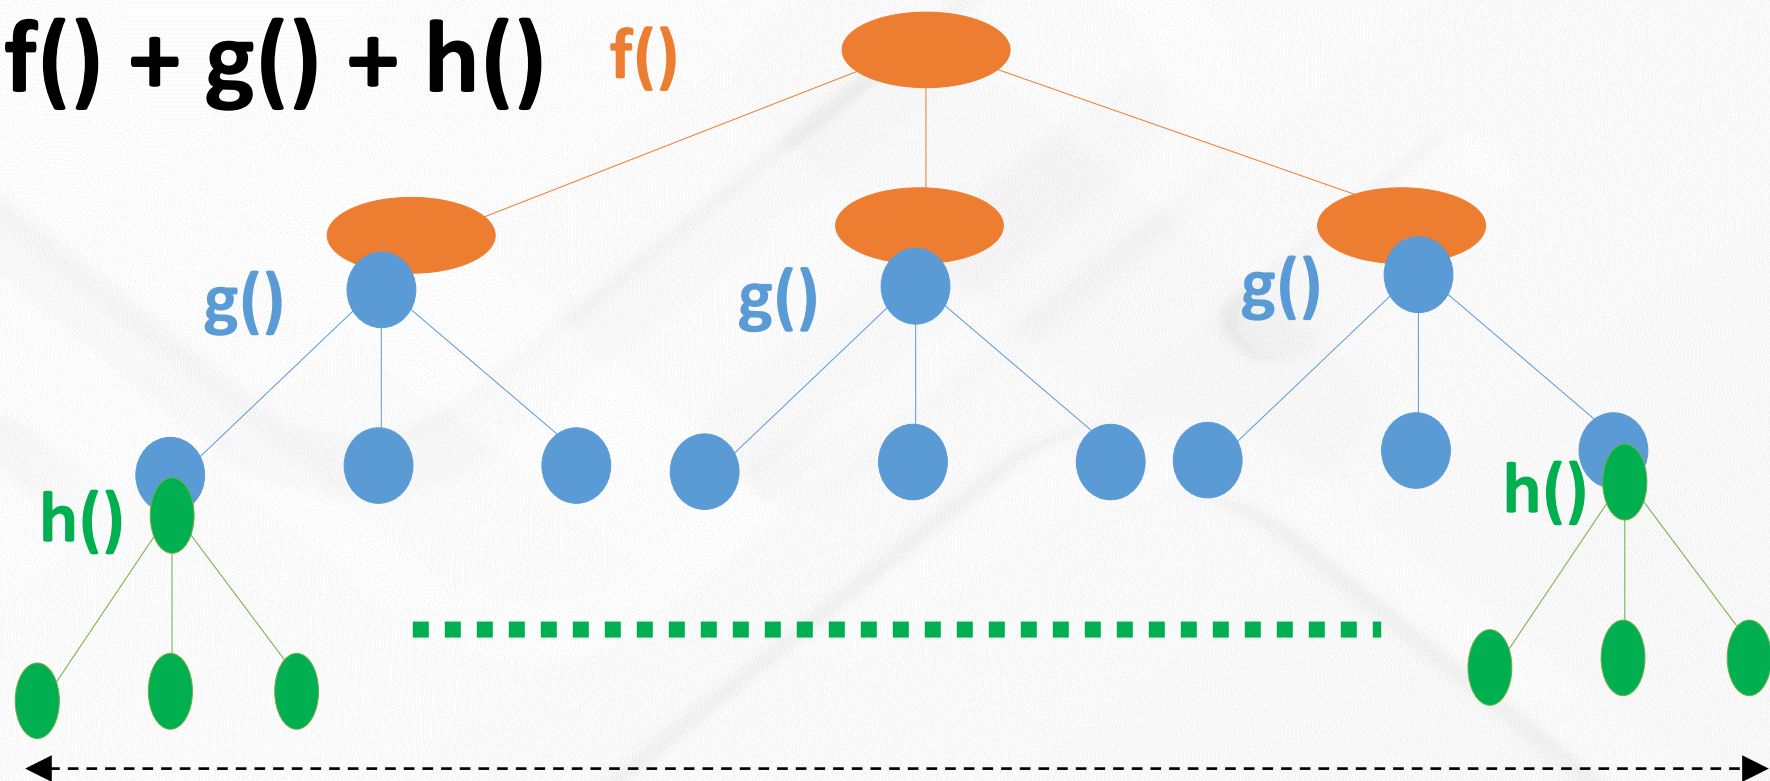 f() + g() + h()
f()
g()
g()
g()
h()
h()